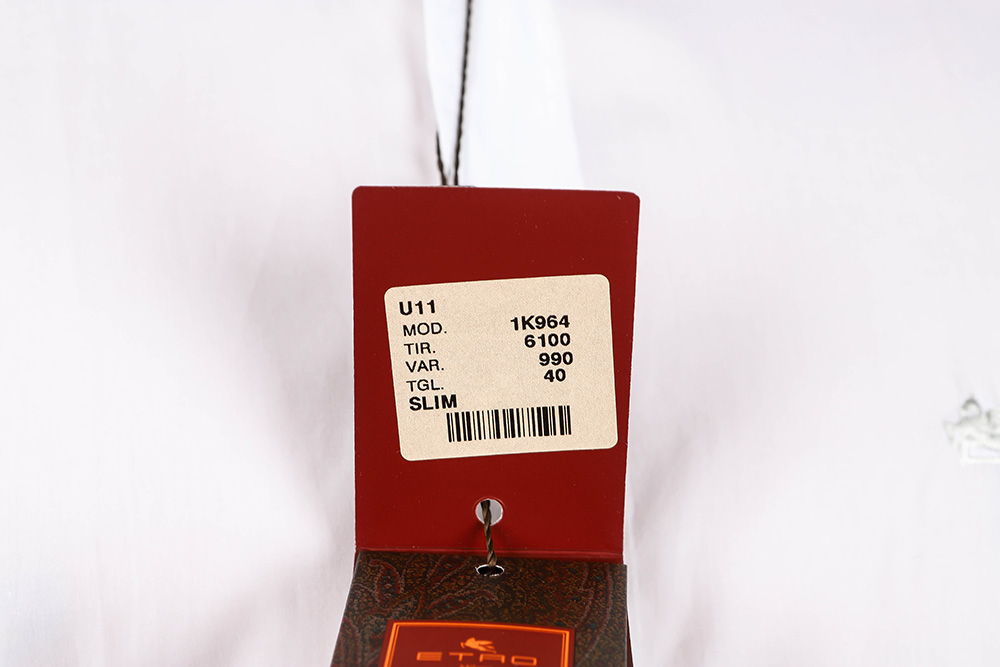 U11
MOD. 1K964
TIR. 6100
VAR. 990
TGL. 40
SLIM
ETRO